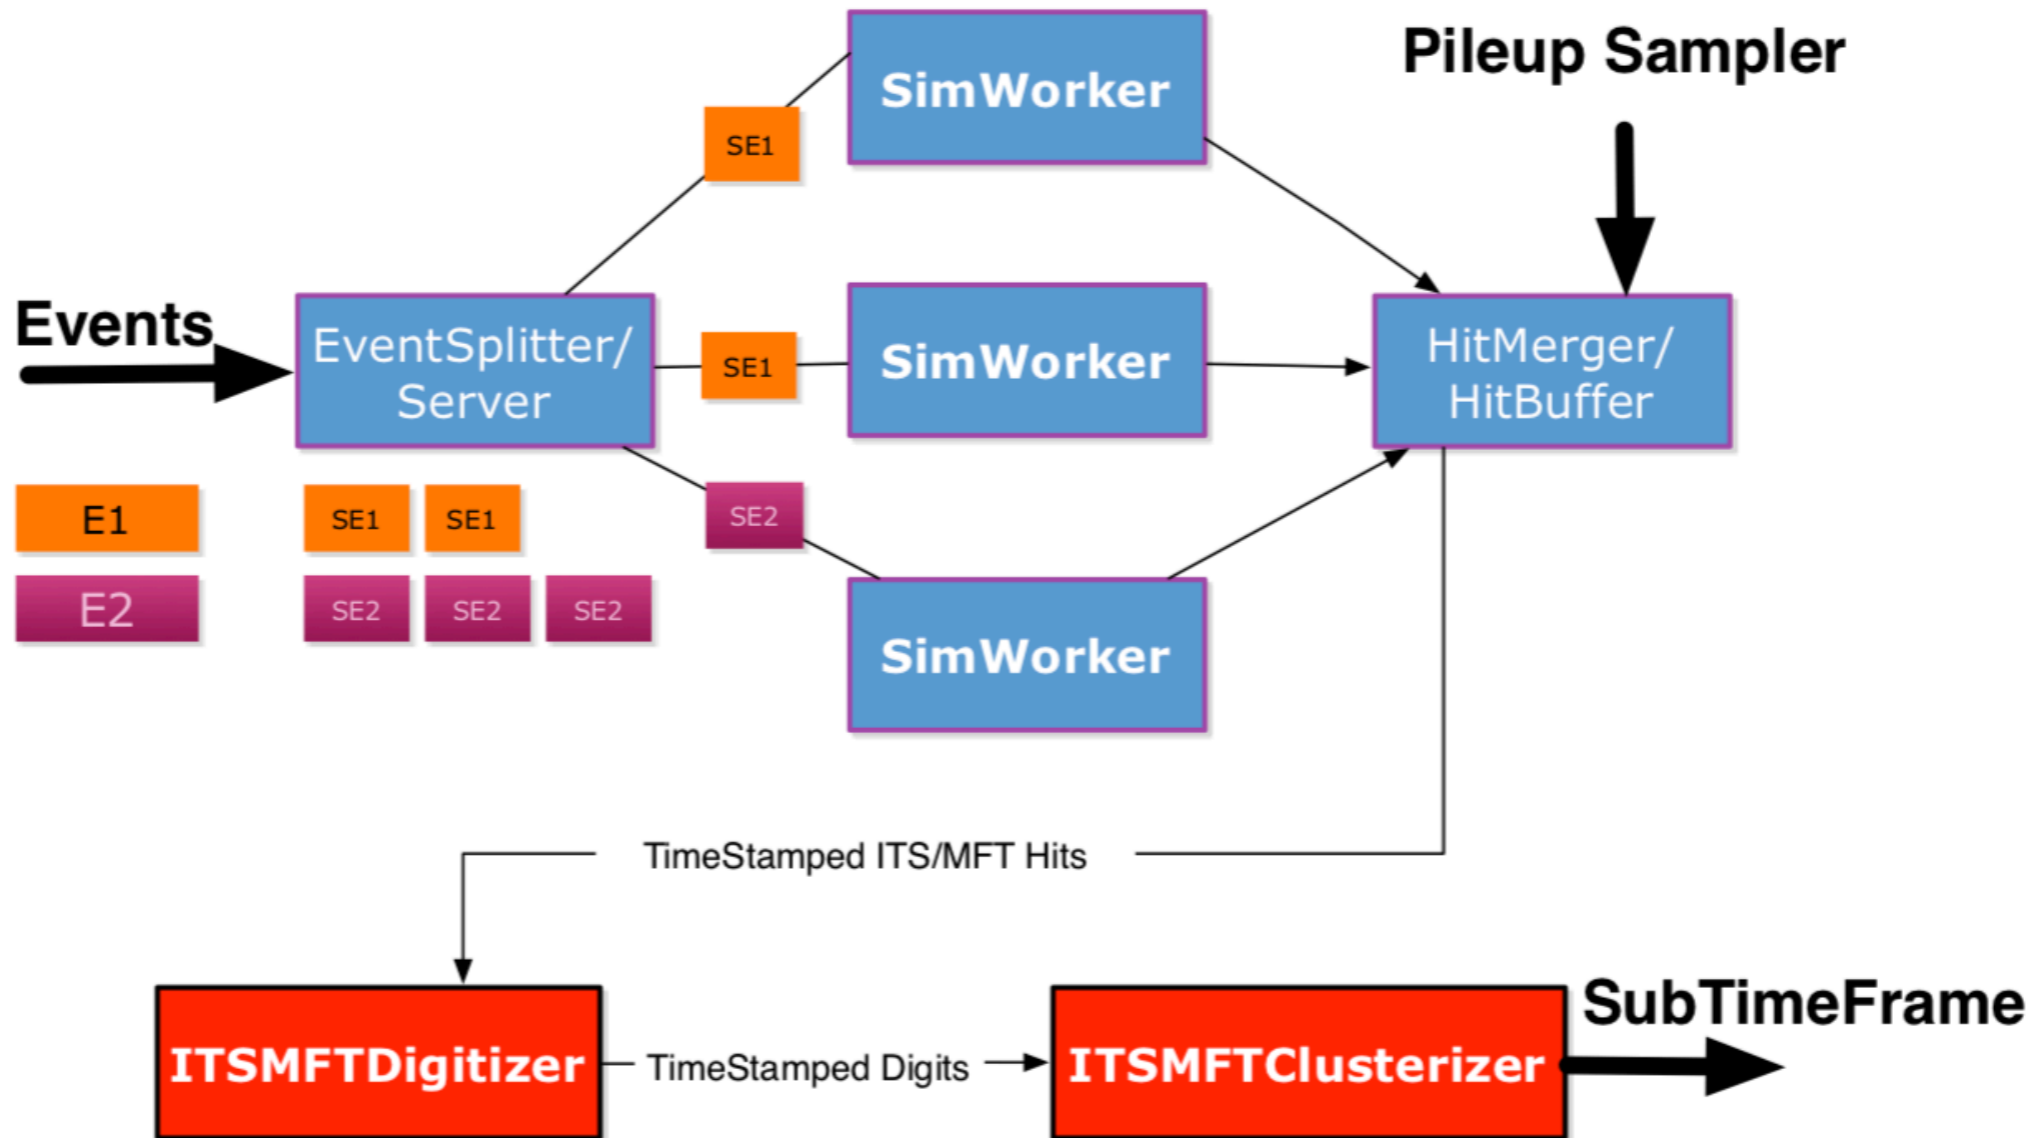 SimWorker
Pileup Sampler
SE1
Events
EventSplitter/
Server
SE1
SimWorker
HitMerger/
HitBuffer
E1
SE1 SE1
SE2
E2
SE2 SE2 SE2
SimWorker
TimeStamped ITS/MFT Hits
ITSMFTDigitizer
TimeStamped Digits
ITSMFTClusterizer
SubTimeFrame